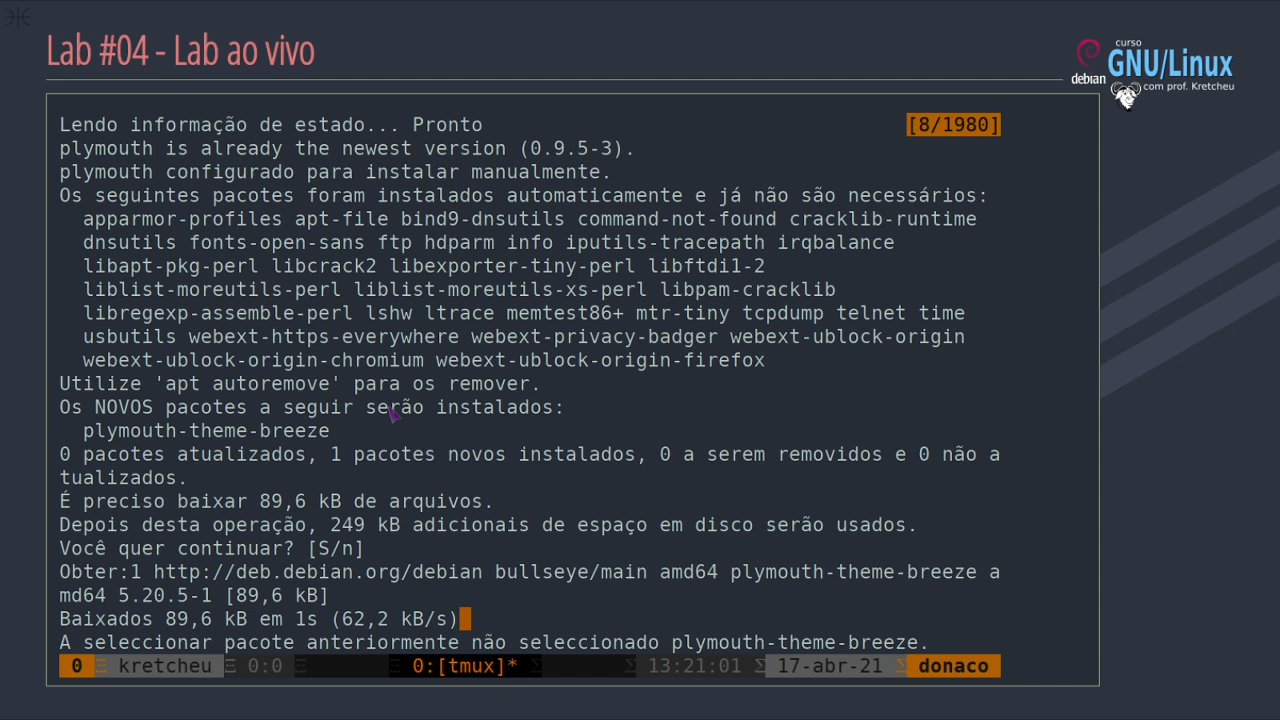 Lab #04 - Lab ao vivo
curso
GNU/Linux
debian
com prof. Kretcheu
Lendo informação de estado... Pronto [8/1980]
plymouth is already the newest version (0.9.5-3).
plymouth configurado para instalar manualmente.
Os seguintes pacotes foram instalados automaticamente e já não são necessários:
apparmor-profiles apt-file bind9-dnsutils command-not-found cracklib-runtime
dnsutils fonts-open-sans ftp hdparm info iputils-tracepath irqbalance
libapt-pkg-perl libcrack2 libexporter-tiny-perl libftdi1-2
liblist-moreutils-perl liblist-moreutils-xs-perl libpam-cracklib
libregexp-assemble-perl lshw ltrace memtest86+ mtr-tiny tcpdump telnet time
usbutils webext-https-everywhere webext-privacy-badger webext-ublock-origin
webext-ublock-origin-chromium webext-ublock-origin-firefox
Utilize 'apt autoremove' para os remover.
Os NOVOS pacotes a seguir serão instalados:
plymouth-theme-breeze
0 pacotes atualizados, 1 pacotes novos instalados, 0 a serem removidos e 0 não a
tualizados.
É preciso baixar 89,6 kB de arquivos.
Depois desta operação, 249 kB adicionais de espaço em disco serão usados.
Você quer continuar? [S/n]
Obter:1 http://deb.debian.org/debian bullseye/main amd64 plymouth-theme-breeze a
md64 5.20.5-1 [89,6 kB]
Baixados 89,6 kB em 1s (62,2 kB/s)
A seleccionar pacote anteriormente não seleccionado plymouth-theme-breeze.
0 Ξ kretcheu Ξ 0:0 Ξ Ξ 0:[tmux]* Σ Σ 13:21:01 Σ 17-abr-21 Σ donaco